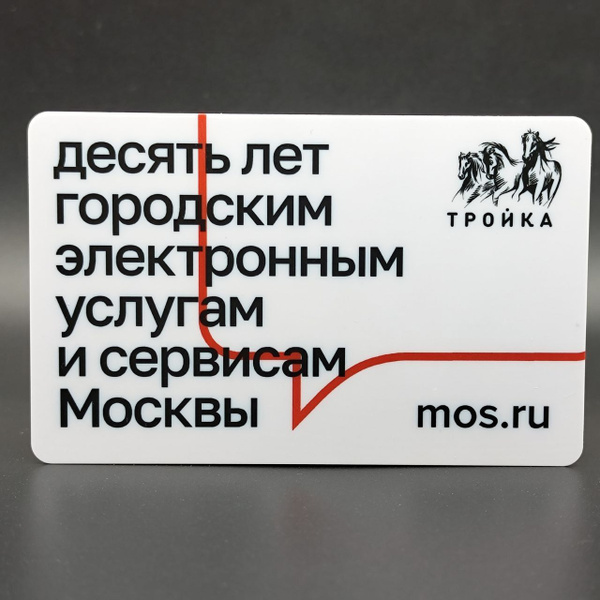 десять лет
городским
электронным
услугам
и сервисам
Москвы
ТРОЙКА
mos.ru